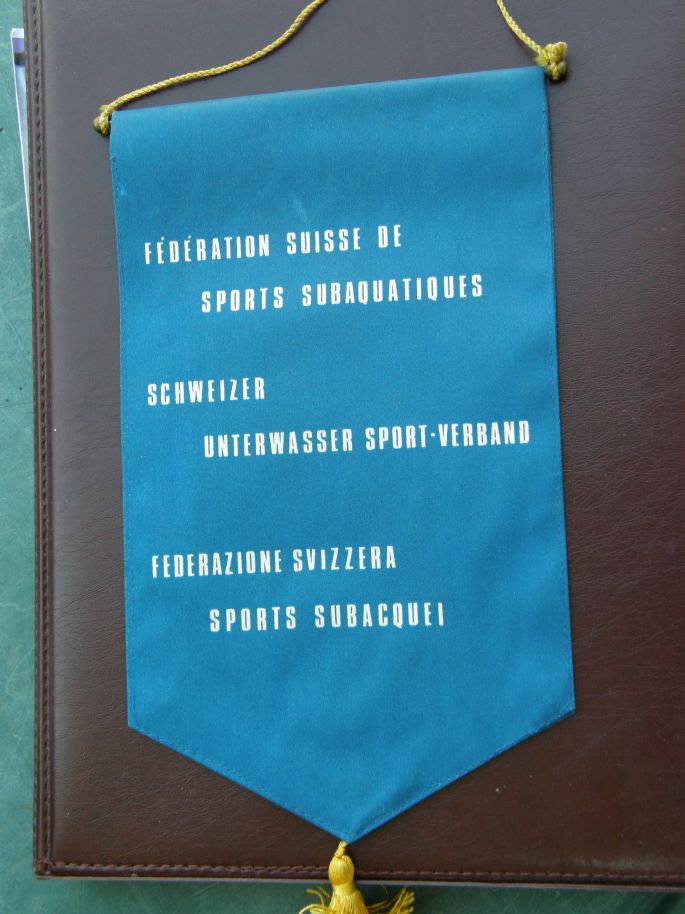 FÉDÉRATION SUISSE DE
SPORTS SUBAQUATIQUES
SCHWEIZER
UNTERWASSER SPORT-VERBAND
FEDERAZIONE SVIZZERA
SPORTS SUBACQUEI